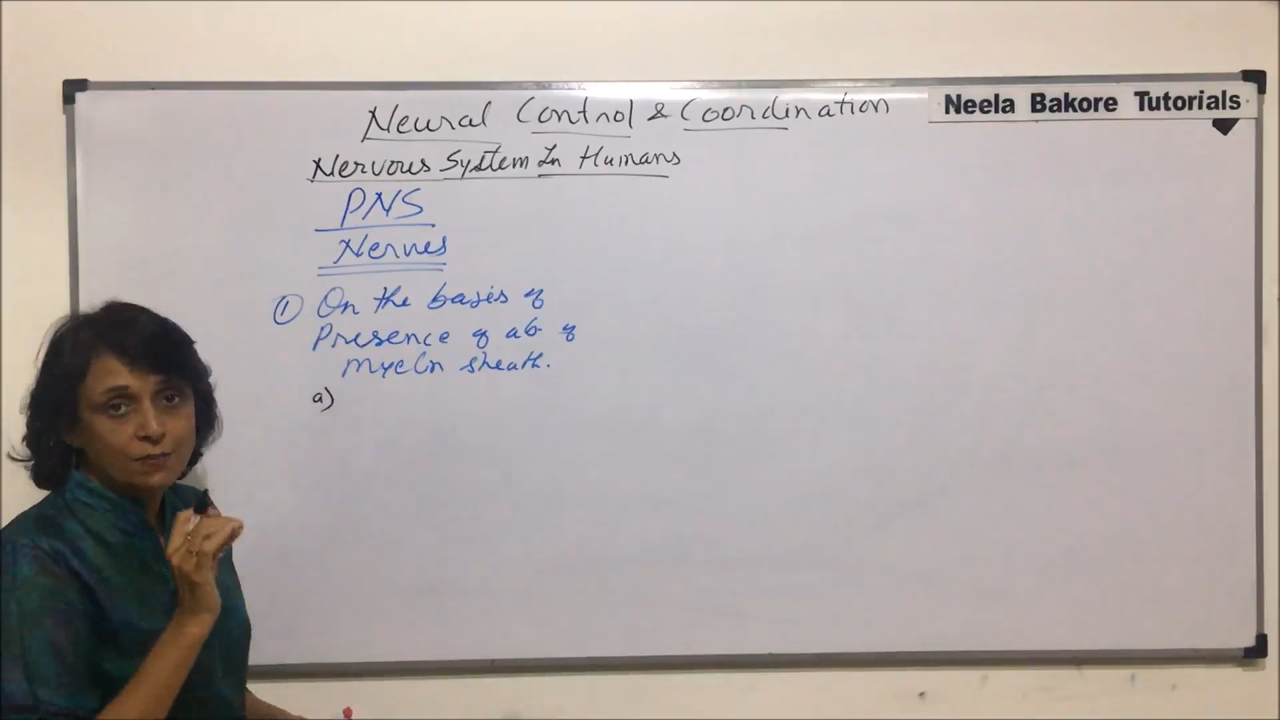 Neural Control & Coordination
Neela Bakore Tutorials
Nervous System In Humans
PNS
Nerves
① On the basis of
Presence of ab of
myelin sheath.
a)